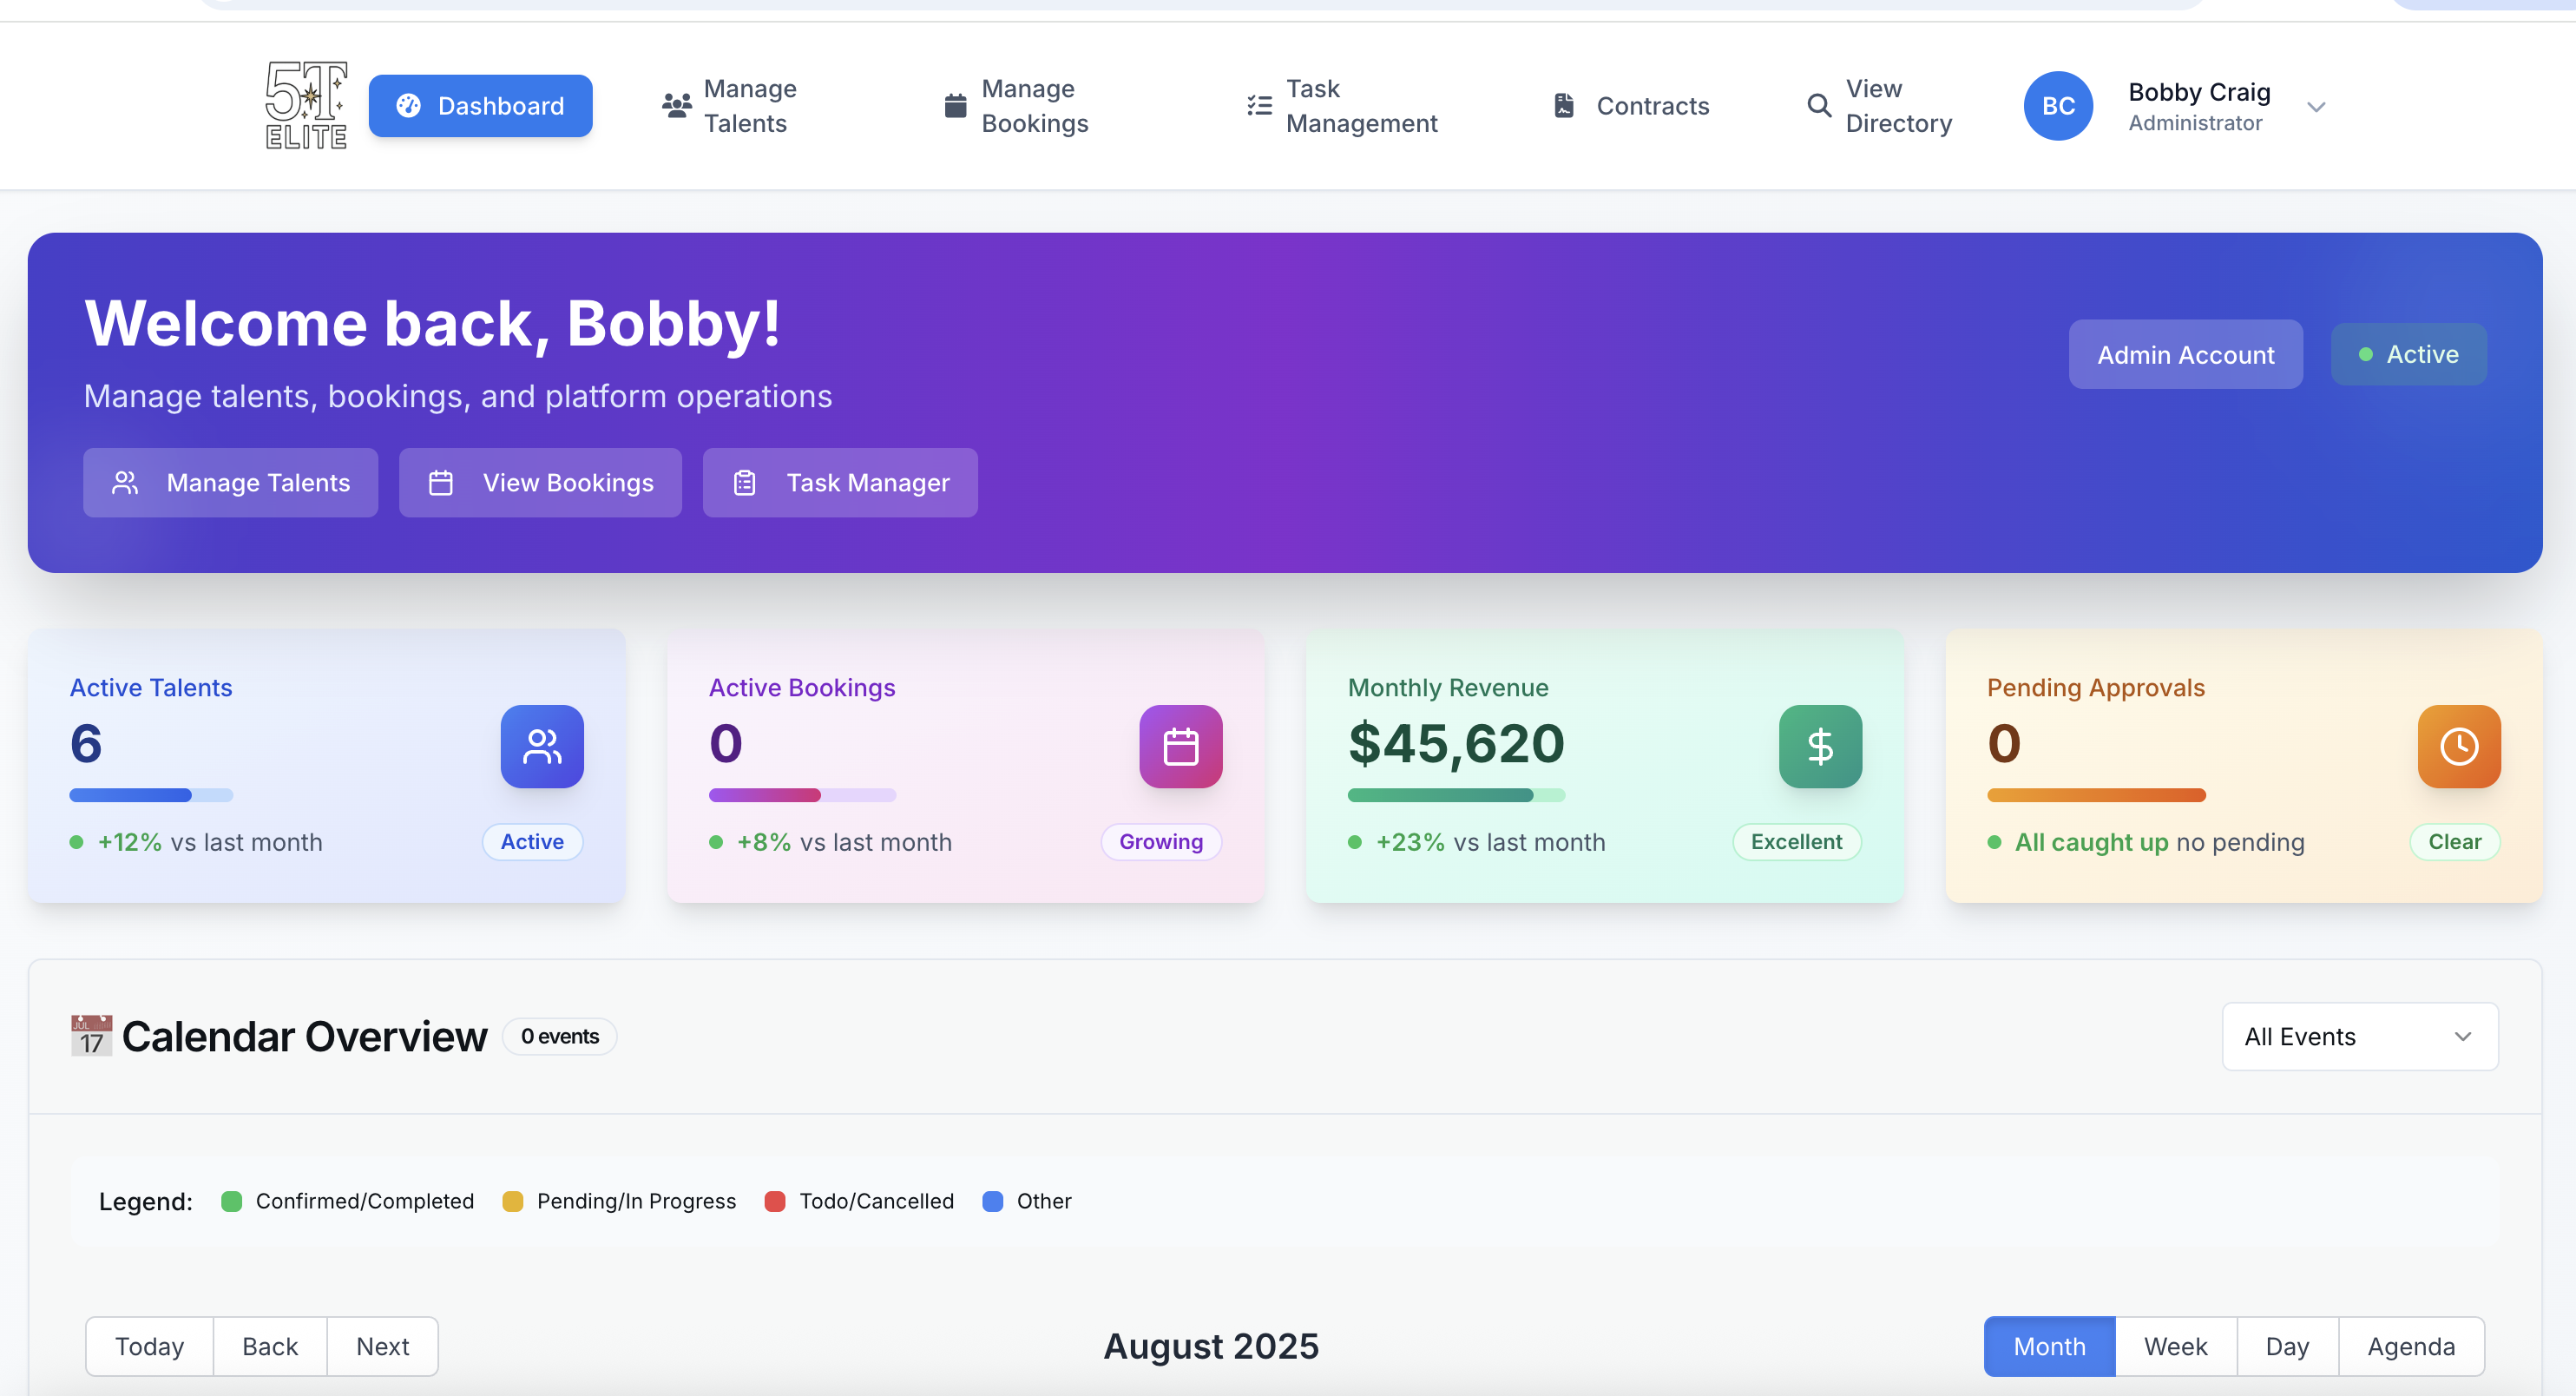 5T
ELITE
Dashboard
Manage
Talents
Manage
Bookings
Task
Management
Contracts
View
Directory
BC
Bobby Craig
Administrator
Welcome back, Bobby!
Manage talents, bookings, and platform operations
Admin Account
Active
Manage Talents
View Bookings
Task Manager
Active Talents
6
+12% vs last month
Active
Active Bookings
0
+8% vs last month
Growing
Monthly Revenue
$45,620
+23% vs last month
Excellent
Pending Approvals
0
All caught up no pending
Clear
JUL
17
Calendar Overview
0 events
All Events
Legend:
Confirmed/Completed
Pending/In Progress
Todo/Cancelled
Other
Today
Back
Next
August 2025
Month
Week
Day
Agenda